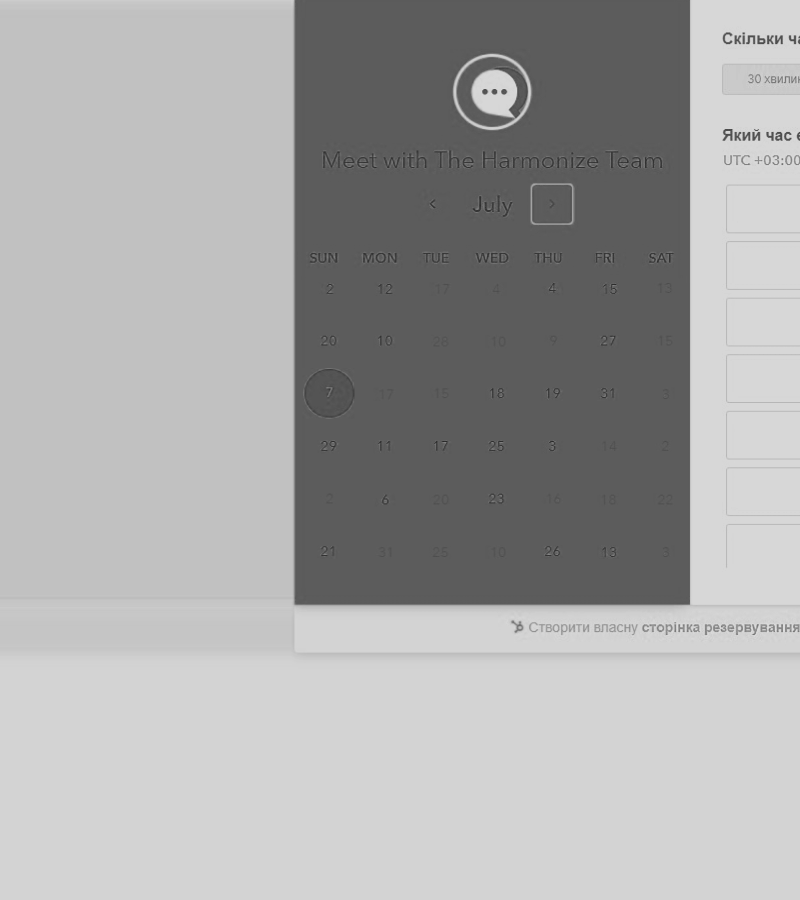 Meet with The Harmonize Team
July
SUN MON TUE WED THU FRI SAT
2 12 17 4 4 15 13
20 10 28 10 9 27 15
7 17 15 18 19 31 3
29 11 17 25 3 14 2
2 6 20 23 16 18 22
21 31 25 10 26 13 3
Скільки ча
30 хвилин
Який час є
UTC +03:00
Створити власну сторінка резервування